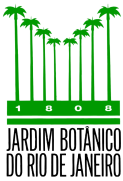 1808
JARDIM BOTÂNICO
DO RIO DE JANEIRO